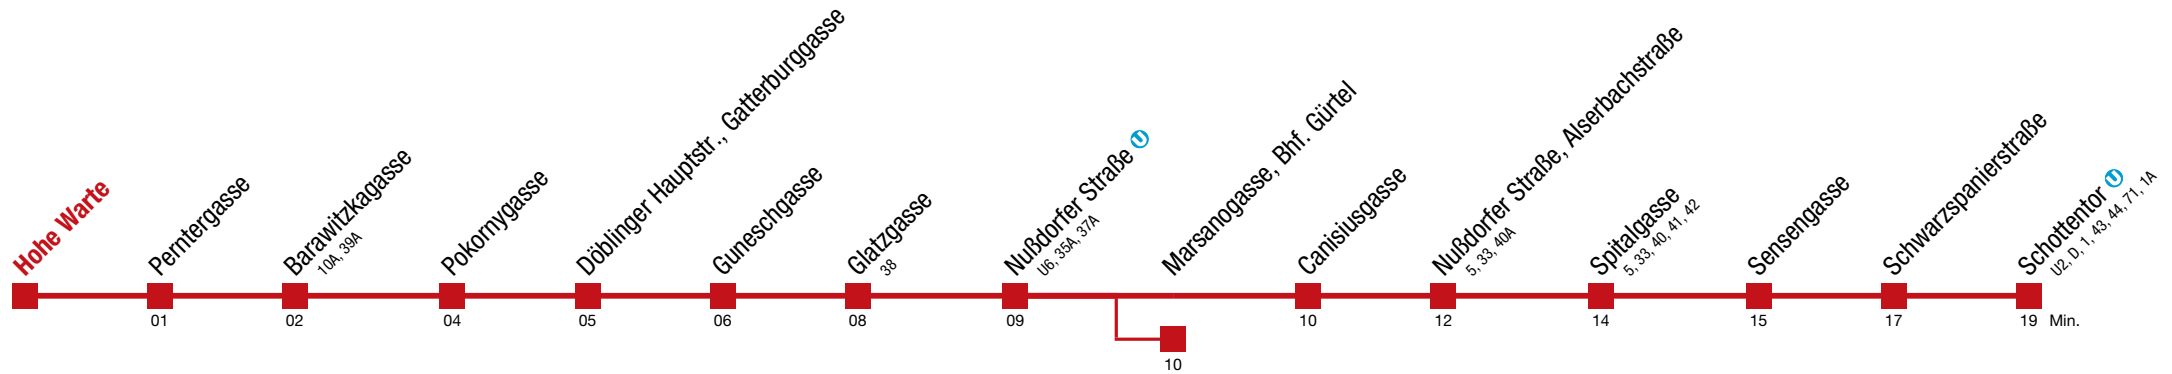 Hohe Warte
Perntergasse
Barawitzkagasse
10A, 39A
Pokornygasse
Döblinger Hauptstr., Gatterburggasse
Guneschgasse
Glatzgasse
38
Nußdorfer Straße U
U6, 35A, 37A
Marsanogasse, Bhf. Gürtel
Canisiusgasse
Nußdorfer Straße, Alserbachstraße
5, 33, 40A
Spitalgasse
5, 33, 40, 41, 42
Sensengasse
Schwarzspanierstraße
Schottentor U
U2, D, 1, 43, 44, 71, 1A
01 02 04 05 06 08 09 10 12 14 15 17 19 Min.
10